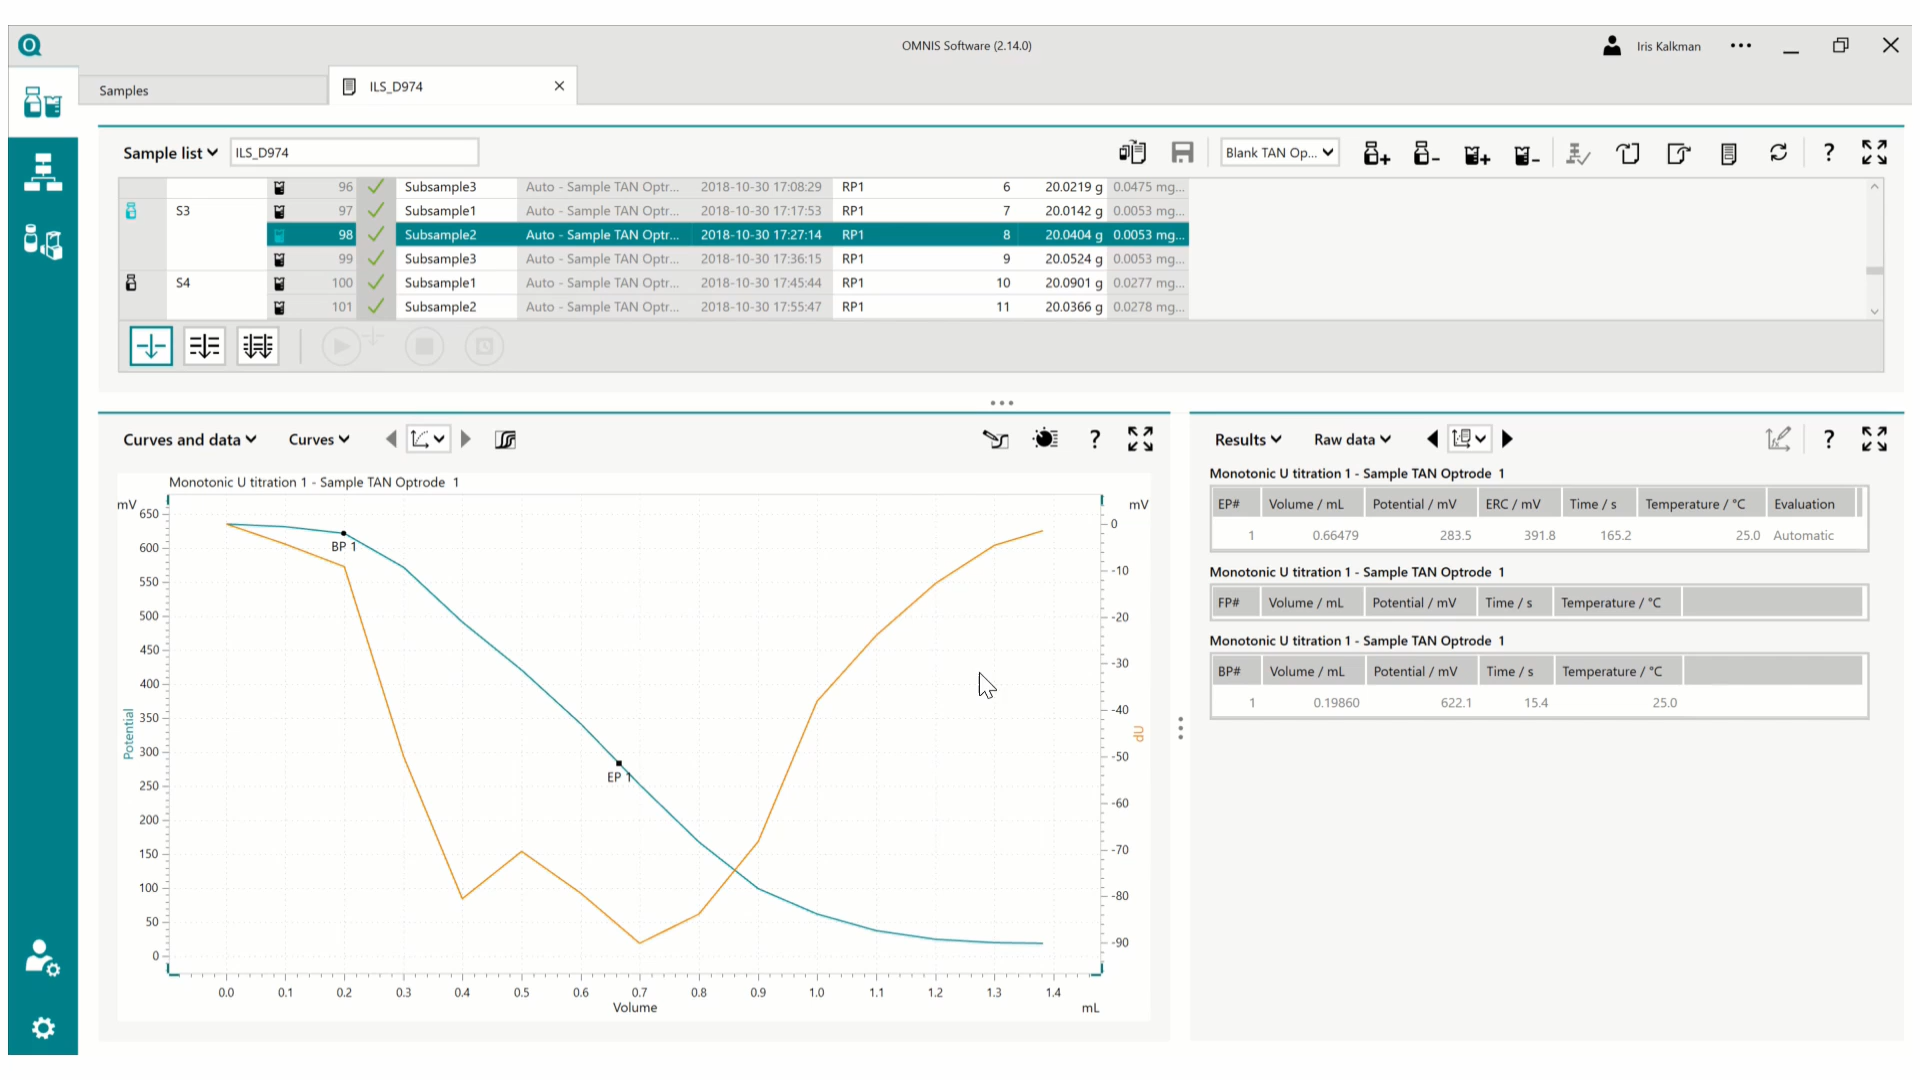 OMNIS Software (2.14.0)
Iris Kalkman
Samples
ILS_D974
Sample list ILS_D974
Blank TAN Op...
96 Subsample3 Auto - Sample TAN Optr... 2018-10-30 17:08:29 RP1 6 20.0219 g 0.0475 mg...
S3 97 Subsample1 Auto - Sample TAN Optr... 2018-10-30 17:17:53 RP1 7 20.0142 g 0.0053 mg...
98 Subsample2 Auto - Sample TAN Optr... 2018-10-30 17:27:14 RP1 8 20.0404 g 0.0053 mg...
99 Subsample3 Auto - Sample TAN Optr... 2018-10-30 17:36:15 RP1 9 20.0524 g 0.0053 mg...
S4 100 Subsample1 Auto - Sample TAN Optr... 2018-10-30 17:45:44 RP1 10 20.0901 g 0.0277 mg...
101 Subsample2 Auto - Sample TAN Optr... 2018-10-30 17:55:47 RP1 11 20.0366 g 0.0278 mg...
Curves and data Curves
Monotonic U titration 1 - Sample TAN Optrode 1
mV
650
600
550
500
450
400
350
300
250
200
150
100
50
0
Potential
BP 1
EP 1
mV
0
-10
-20
-30
-40
-50
-60
-70
-80
-90
dU
0.0 0.1 0.2 0.3 0.4 0.5 0.6 0.7 0.8 0.9 1.0 1.1 1.2 1.3 1.4
Volume
mL
Results Raw data
Monotonic U titration 1 - Sample TAN Optrode 1
EP# Volume / mL Potential / mV ERC / mV Time / s Temperature / °C Evaluation
1 0.66479 283.5 391.8 165.2 25.0 Automatic
Monotonic U titration 1 - Sample TAN Optrode 1
FP# Volume / mL Potential / mV Time / s Temperature / °C
Monotonic U titration 1 - Sample TAN Optrode 1
BP# Volume / mL Potential / mV Time / s Temperature / °C
1 0.19860 622.1 15.4 25.0